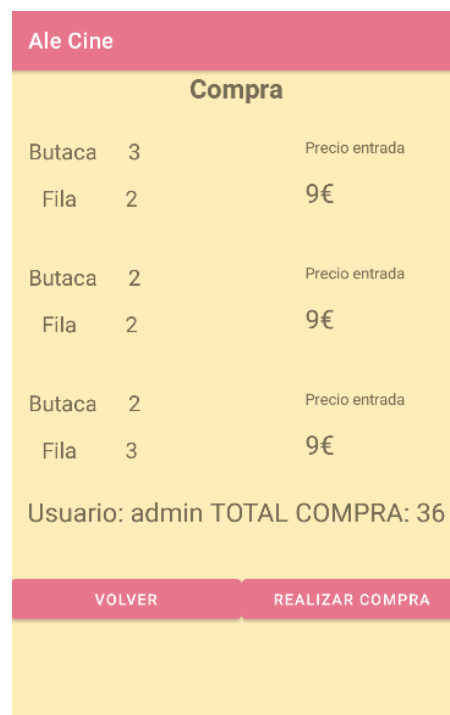 Ale Cine
Compra
Butaca 3 Precio entrada
Fila 2 9€
Butaca 2 Precio entrada
Fila 2 9€
Butaca 2 Precio entrada
Fila 3 9€
Usuario: admin TOTAL COMPRA: 36
VOLVER REALIZAR COMPRA